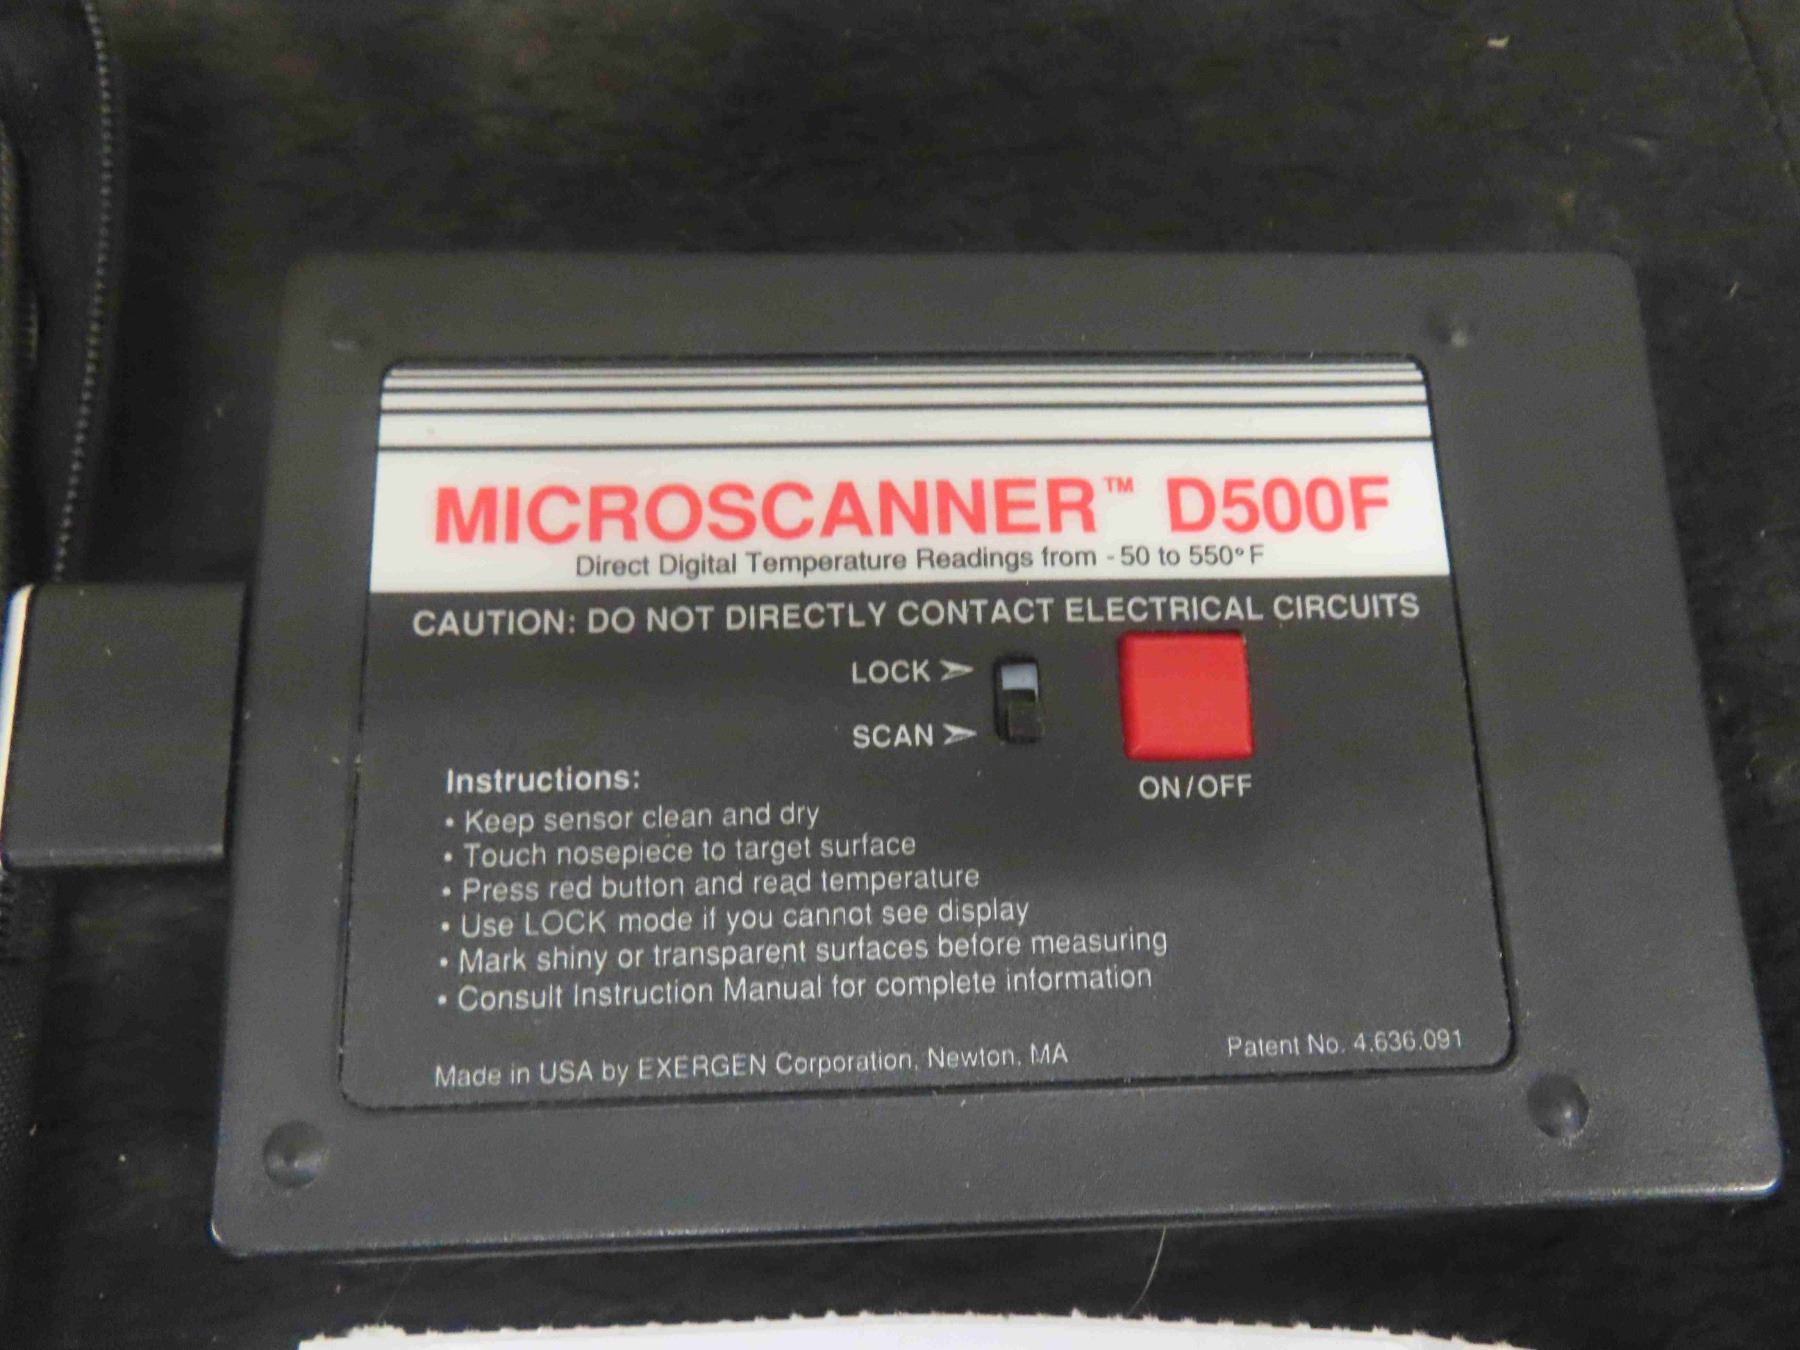 MICROSCANNER™ D500F
Direct Digital Temperature Readings from -50 to 550°F
CAUTION: DO NOT DIRECTLY CONTACT ELECTRICAL CIRCUITS
LOCK ➣
SCAN ➣
ON/OFF
Instructions:
• Keep sensor clean and dry
• Touch nosepiece to target surface
• Press red button and read temperature
• Use LOCK mode if you cannot see display
• Mark shiny or transparent surfaces before measuring
• Consult Instruction Manual for complete information
Made in USA by EXERGEN Corporation, Newton, MA
Patent No. 4,636,091